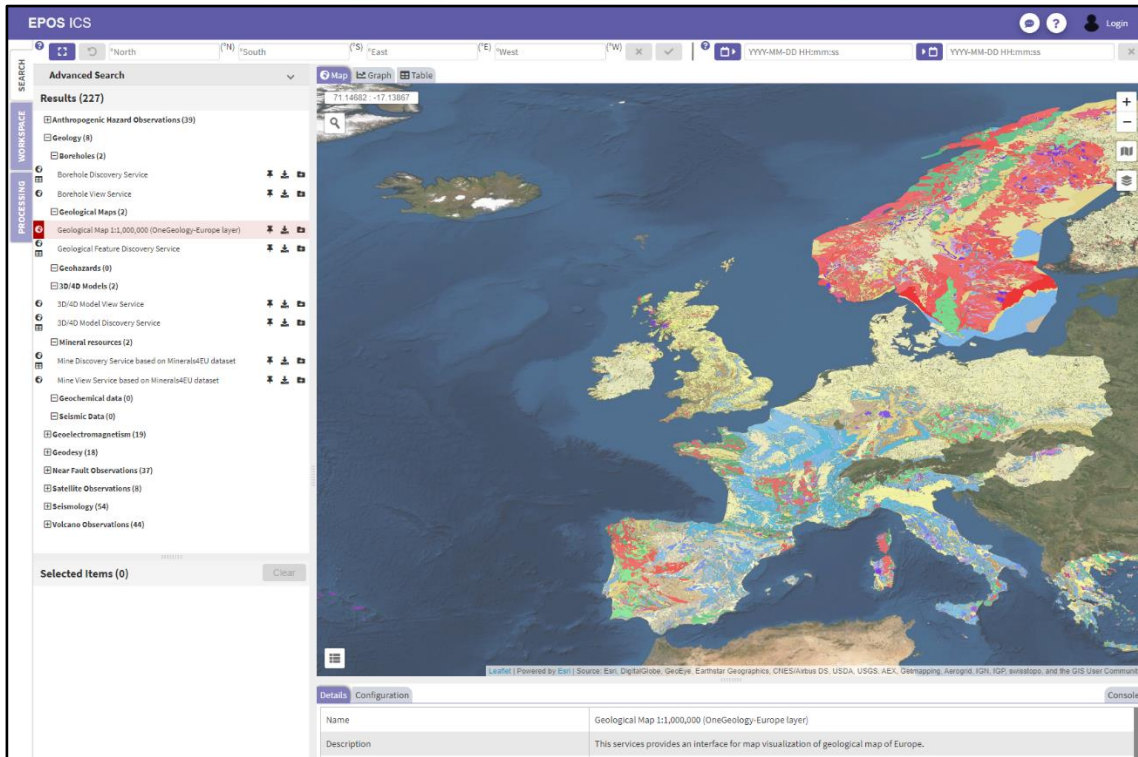 EPOS ICS
Login
°North (°N) °South (°S) °East (°E) °West (°W) YYYY-MM-DD HH:mm:ss YYYY-MM-DD HH:mm:ss
SEARCH
WORKSPACE
PROCESSING
Advanced Search
Results (227)
Anthropogenic Hazard Observations (39)
Geology (8)
Boreholes (2)
Borehole Discovery Service
Borehole View Service
Geological Maps (2)
Geological Map 1:1,000,000 (OneGeology-Europe layer)
Geological Feature Discovery Service
Geohazards (0)
3D/4D Models (2)
3D/4D Model View Service
3D/4D Model Discovery Service
Mineral resources (2)
Mine Discovery Service based on Minerals4EU dataset
Mine View Service based on Minerals4EU dataset
Geochemical data (0)
Seismic Data (0)
Geoelectromagnetism (19)
Geodesy (18)
Near Fault Observations (37)
Satellite Observations (8)
Seismology (54)
Volcano Observations (44)
Selected Items (0) Clear
Map Graph Table
71.14682 : -17.13867
Leaflet | Powered by Esri | Source: Esri, DigitalGlobe, GeoEye, Earthstar Geographics, CNES/Airbus DS, USDA, USGS, AEX, Getmapping, Aerogrid, IGN, IGP, swisstopo, and the GIS User Communit
Details Configuration Console
Name Geological Map 1:1,000,000 (OneGeology-Europe layer)
Description This services provides an interface for map visualization of geological map of Europe.